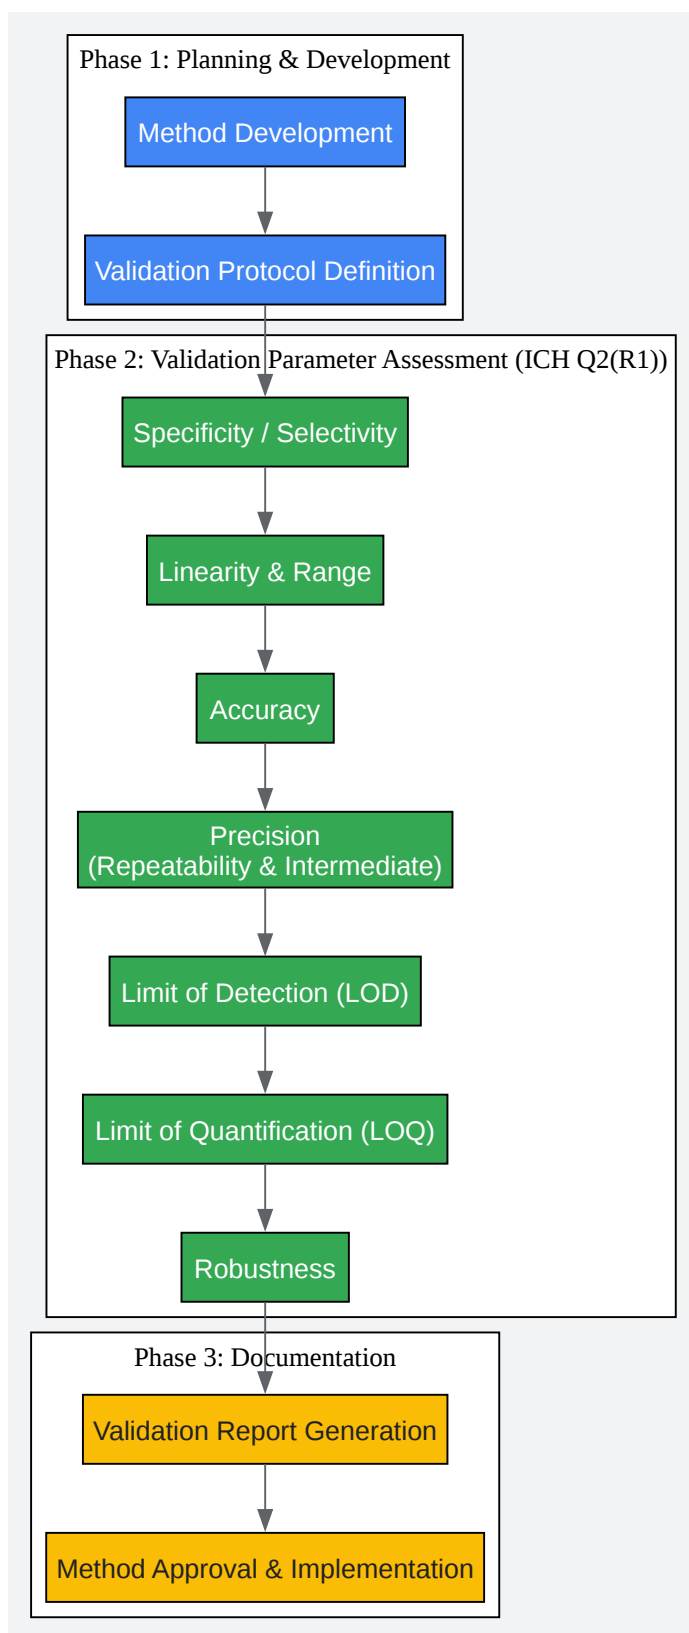 Phase 1: Planning & Development
Method Development
Validation Protocol Definition
Phase 2: Validation Parameter Assessment (ICH Q2(R1))
Specificity / Selectivity
Linearity & Range
Accuracy
Precision
(Repeatability & Intermediate)
Limit of Detection (LOD)
Limit of Quantification (LOQ)
Robustness
Phase 3: Documentation
Validation Report Generation
Method Approval & Implementation